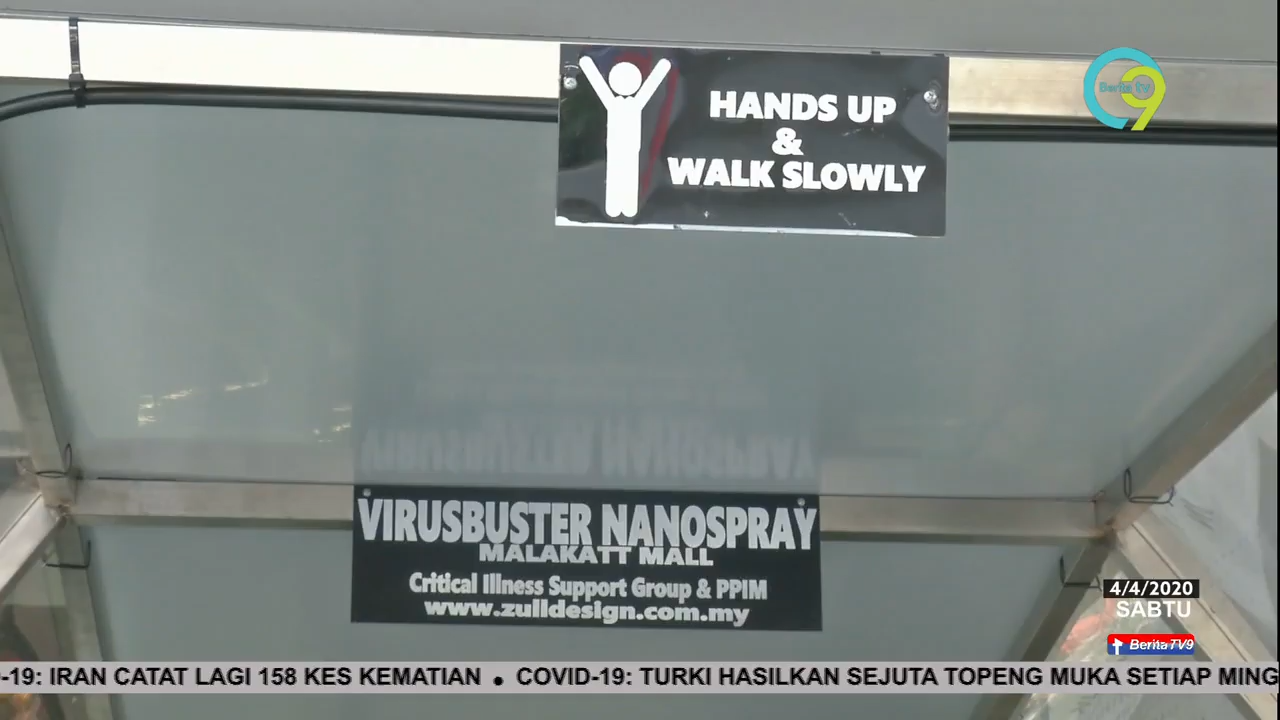 Berita TV
9
HANDS UP
&
WALK SLOWLY
VIRUSBUSTER NANOSPRAY
MALAKATT MALL
Critical Illness Support Group & PPIM
www.zulldesign.com.my
4/4/2020
SABTU
Berita TV9
-19: IRAN CATAT LAGI 158 KES KEMATIAN • COVID-19: TURKI HASILKAN SEJUTA TOPENG MUKA SETIAP MING